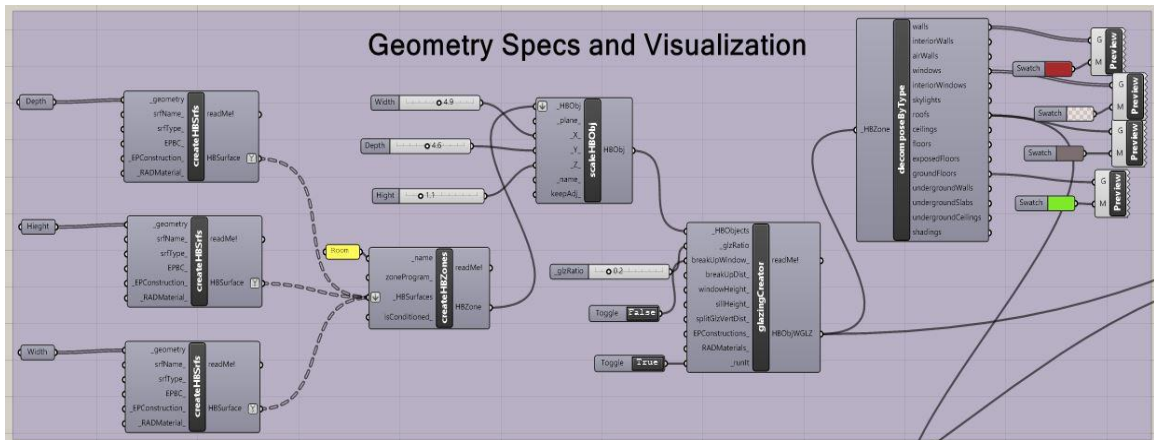 Geometry Specs and Visualization
Depth
_geometry
srfName_
srfType_
EPBC_
_EPConstruction_
_RADMaterial_
createHBSrfs
readMe!
HBSurface
Hieght
_geometry
srfName_
srfType_
EPBC_
_EPConstruction_
_RADMaterial_
createHBSrfs
readMe!
HBSurface
Width
_geometry
srfName_
srfType_
EPBC_
_EPConstruction_
_RADMaterial_
createHBSrfs
readMe!
HBSurface
Room
_name
zoneProgram_
_HBSurfaces
isConditioned_
createHBZones
readMe!
HBZone
Width 4.9
Depth 4.6
Hight 1.1
_HBObj
_plane_
_X_
_Y_
_Z_
_name_
keepAdj_
scaleHBObj
HBObj
_glzRatio 0.2
Toggle False
Toggle True
_HBObjects
_glzRatio
breakUpWindow_
breakUpDist_
windowHeight_
sillHeight_
splitGlzVertDist_
EPConstructions_
RADMaterials_
_runIt
glazingCreator
readMe!
HBObjWGLZ
_HBZone
decomposeByType
walls
interiorWalls
airWalls
windows
interiorWindows
skylights
roofs
ceilings
floors
exposedFloors
groundFloors
undergroundWalls
undergroundSlabs
undergroundCeilings
shadings
Swatch
G
M
Preview
Swatch
G
M
Preview
Swatch
G
M
Preview
Swatch
G
M
Preview